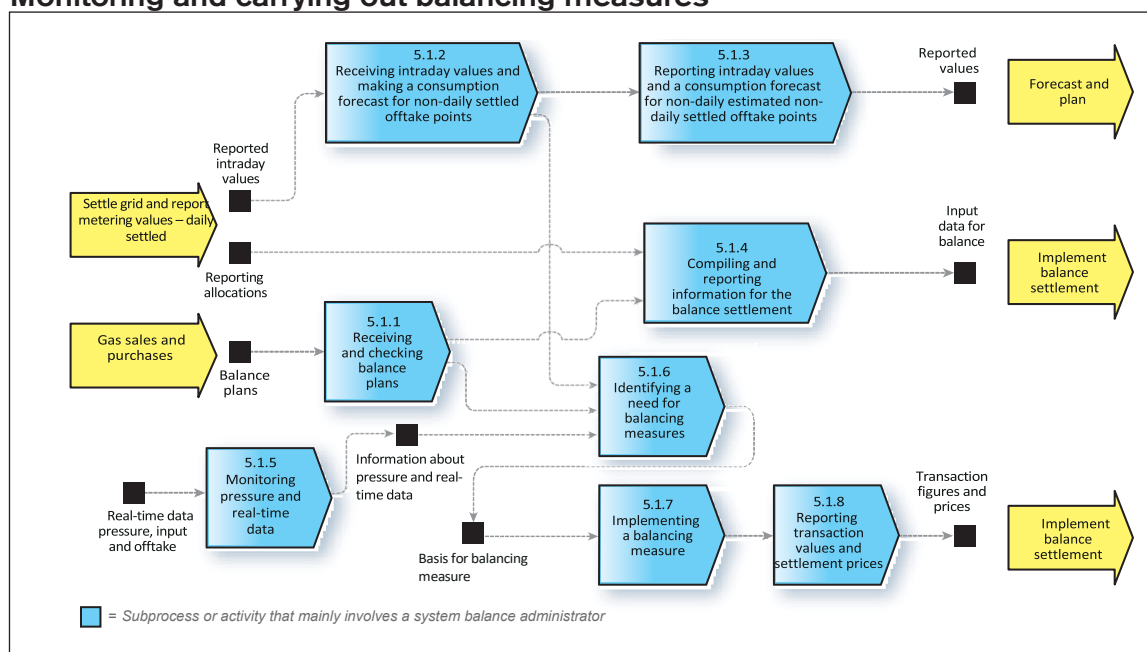 Monitoring and carrying out balancing measures
5.1.2
Receiving intraday values and
making a consumption
forecast for non-daily settled
offtake points
5.1.3
Reporting intraday values
and a consumption forecast
for non-daily estimated non-
daily settled offtake points
Reported
values
Forecast and
plan
Reported
intraday
values
Settle grid and report
metering values – daily
settled
Reporting
allocations
5.1.4
Compiling and
reporting
information for the
balance settlement
Input
data for
balance
Implement
balance
settlement
Gas sales and
purchases
Balance
plans
5.1.1
Receiving
and checking
balance
plans
5.1.6
Identifying a
need for
balancing
measures
5.1.5
Monitoring
pressure and
real-time
data
Information about
pressure and real-
time data
Real-time data
pressure, input
and offtake
Basis for balancing
measure
5.1.7
Implementing
a balancing
measure
5.1.8
Reporting
transaction
values and
settlement prices
Transaction
figures and
prices
Implement
balance
settlement
= Subprocess or activity that mainly involves a system balance administrator